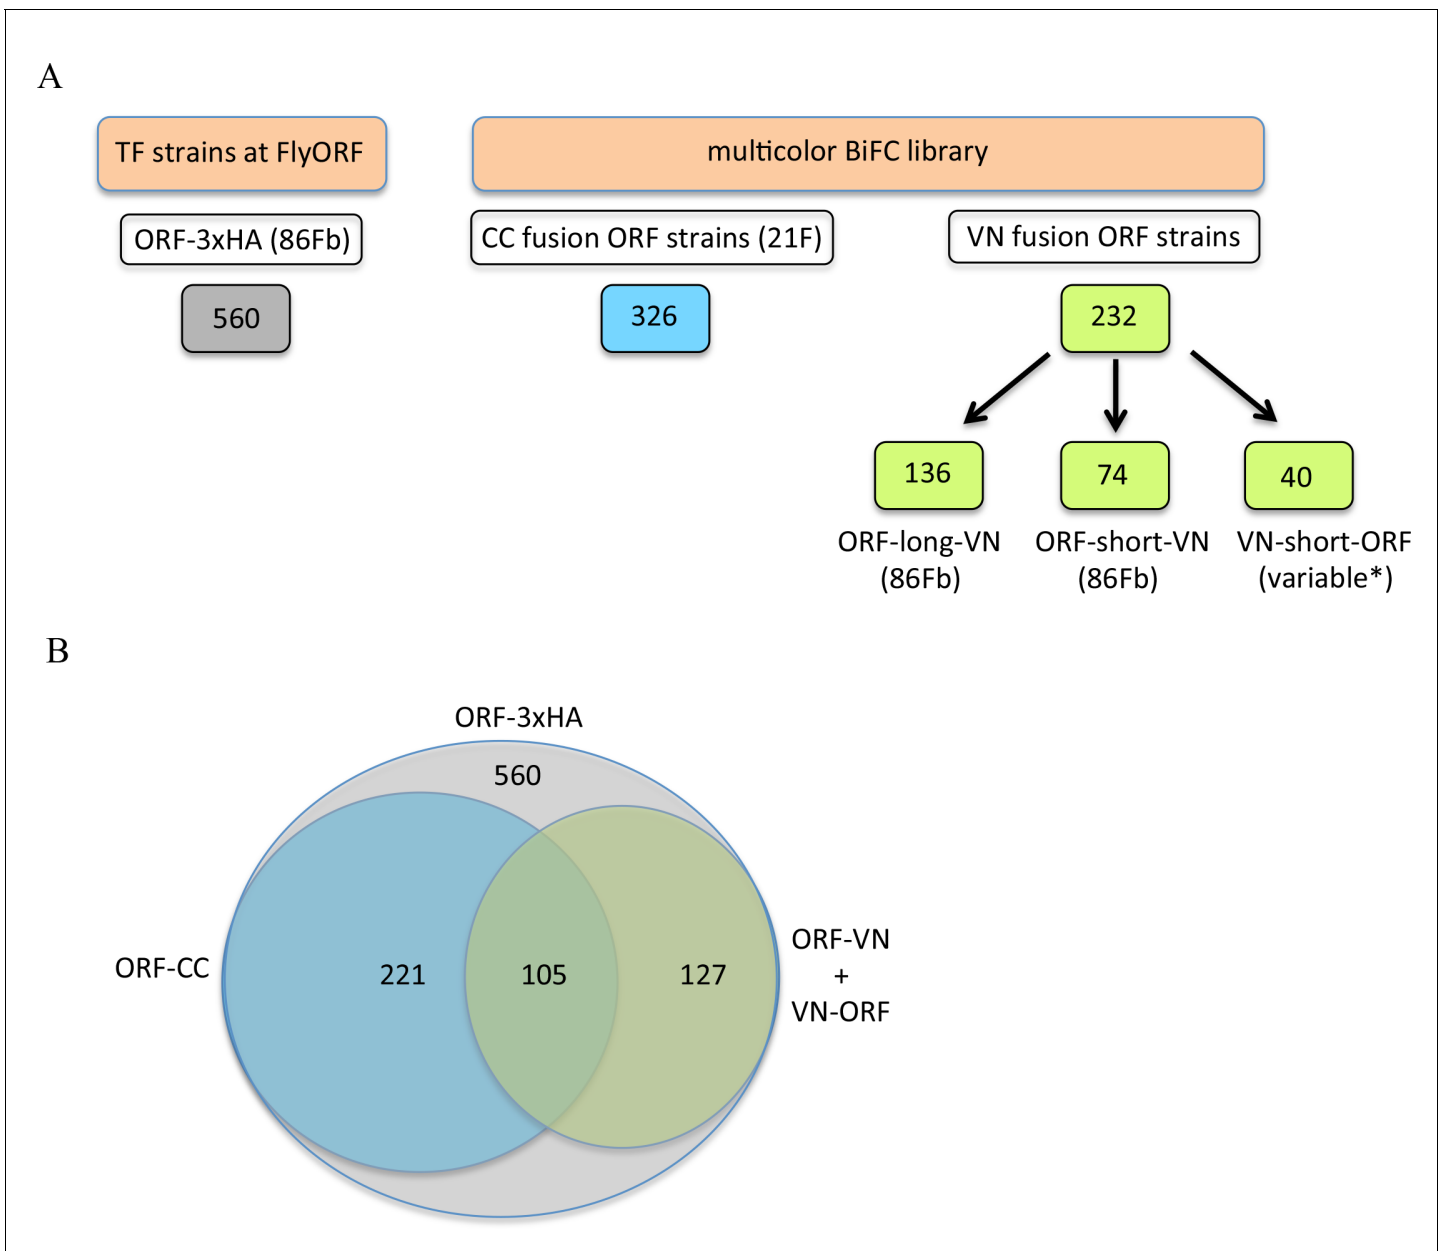 A
TF strains at FlyORF
multicolor BiFC library
ORF-3xHA (86Fb)
CC fusion ORF strains (21F)
VN fusion ORF strains
560
326
232
136
74
40
ORF-long-VN
(86Fb)
ORF-short-VN
(86Fb)
VN-short-ORF
(variable*)
B
ORF-3xHA
560
ORF-CC
221
105
127
ORF-VN
+
VN-ORF